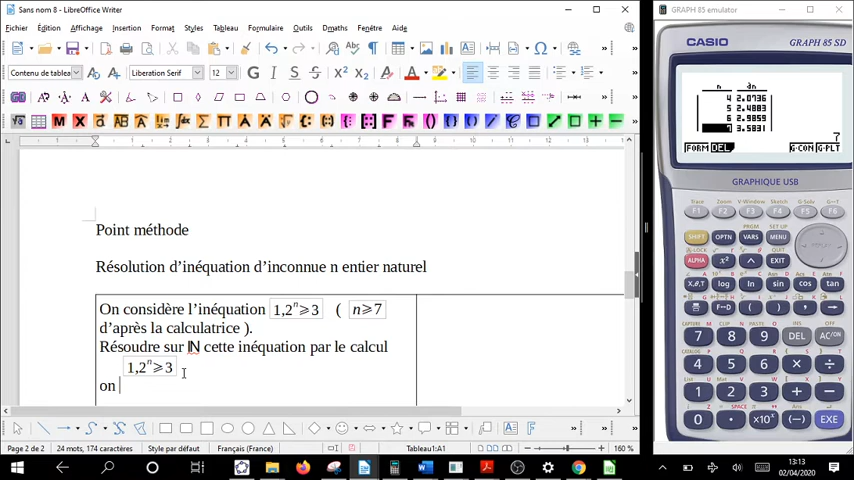 Sans nom 8 - LibreOffice Writer
Fichier Édition Affichage Insertion Format Styles Tableau Formulaire Outils Dmaths Fenêtre Aide
Contenu de tableau Liberation Serif 12
Point méthode
Résolution d’inéquation d’inconnue n entier naturel
On considère l’inéquation 1,2ⁿ⩾3 ( n⩾7
d’après la calculatrice ).
Résoudre sur ℕ cette inéquation par le calcul
1,2ⁿ⩾3
on
Page 2 de 2 24 mots, 174 caractères Style par défaut Français (France) Tableau1:A1 160 %
GRAPH 85 emulator
CASIO GRAPH 85 SD
n an
4 2.0736
5 2.4883
6 2.9859
7 3.5831
7
FORM DEL G·CON G·PLT
GRAPHIQUE USB
Trace Zoom V-Window Sketch G-Solv G↔T
F1 F2 F3 F4 F5 F6
SHIFT OPTN VARS MENU
ALPHA x² ^ EXIT
REPLAY
X,θ,T log ln sin cos tan
7 8 9 DEL AC/ON
4 5 6 × ÷
1 2 3 + −
0 . ×10ˣ (−) EXE
13:13
02/04/2020